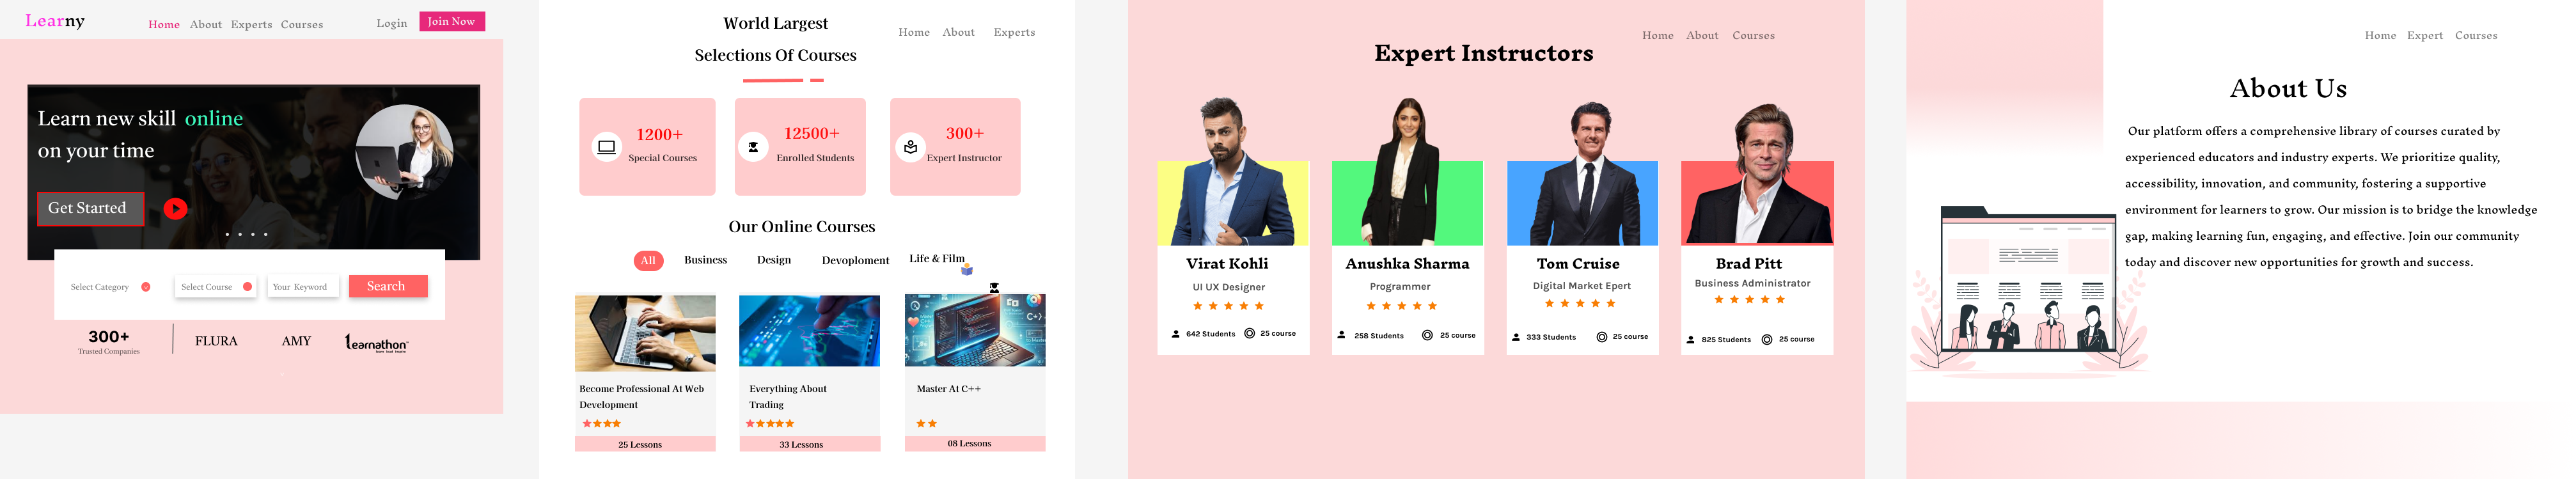 Learny
Home About Experts Courses
Login
Join Now
Learn new skill online
on your time
Get Started
Select Category
Select Course
Your Keyword
Search
300+
Trusted Companies
FLURA
AMY
learnathon
World Largest
Selections Of Courses
Home About Experts
1200+
Special Courses
12500+
Enrolled Students
300+
Expert Instructor
Our Online Courses
All
Business
Design
Devoploment
Life & Film
Become Professional At Web
Development
25 Lessons
Everything About
Trading
33 Lessons
Master At C++
08 Lessons
Home About Courses
Expert Instructors
Virat Kohli
UI UX Designer
642 Students
25 course
Anushka Sharma
Programmer
258 Students
25 course
Tom Cruise
Digital Market Epert
333 Students
25 course
Brad Pitt
Business Administrator
825 Students
25 course
Home Expert Courses
About Us
Our platform offers a comprehensive library of courses curated by
experienced educators and industry experts. We prioritize quality,
accessibility, innovation, and community, fostering a supportive
environment for learners to grow. Our mission is to bridge the knowledge
gap, making learning fun, engaging, and effective. Join our community
today and discover new opportunities for growth and success.